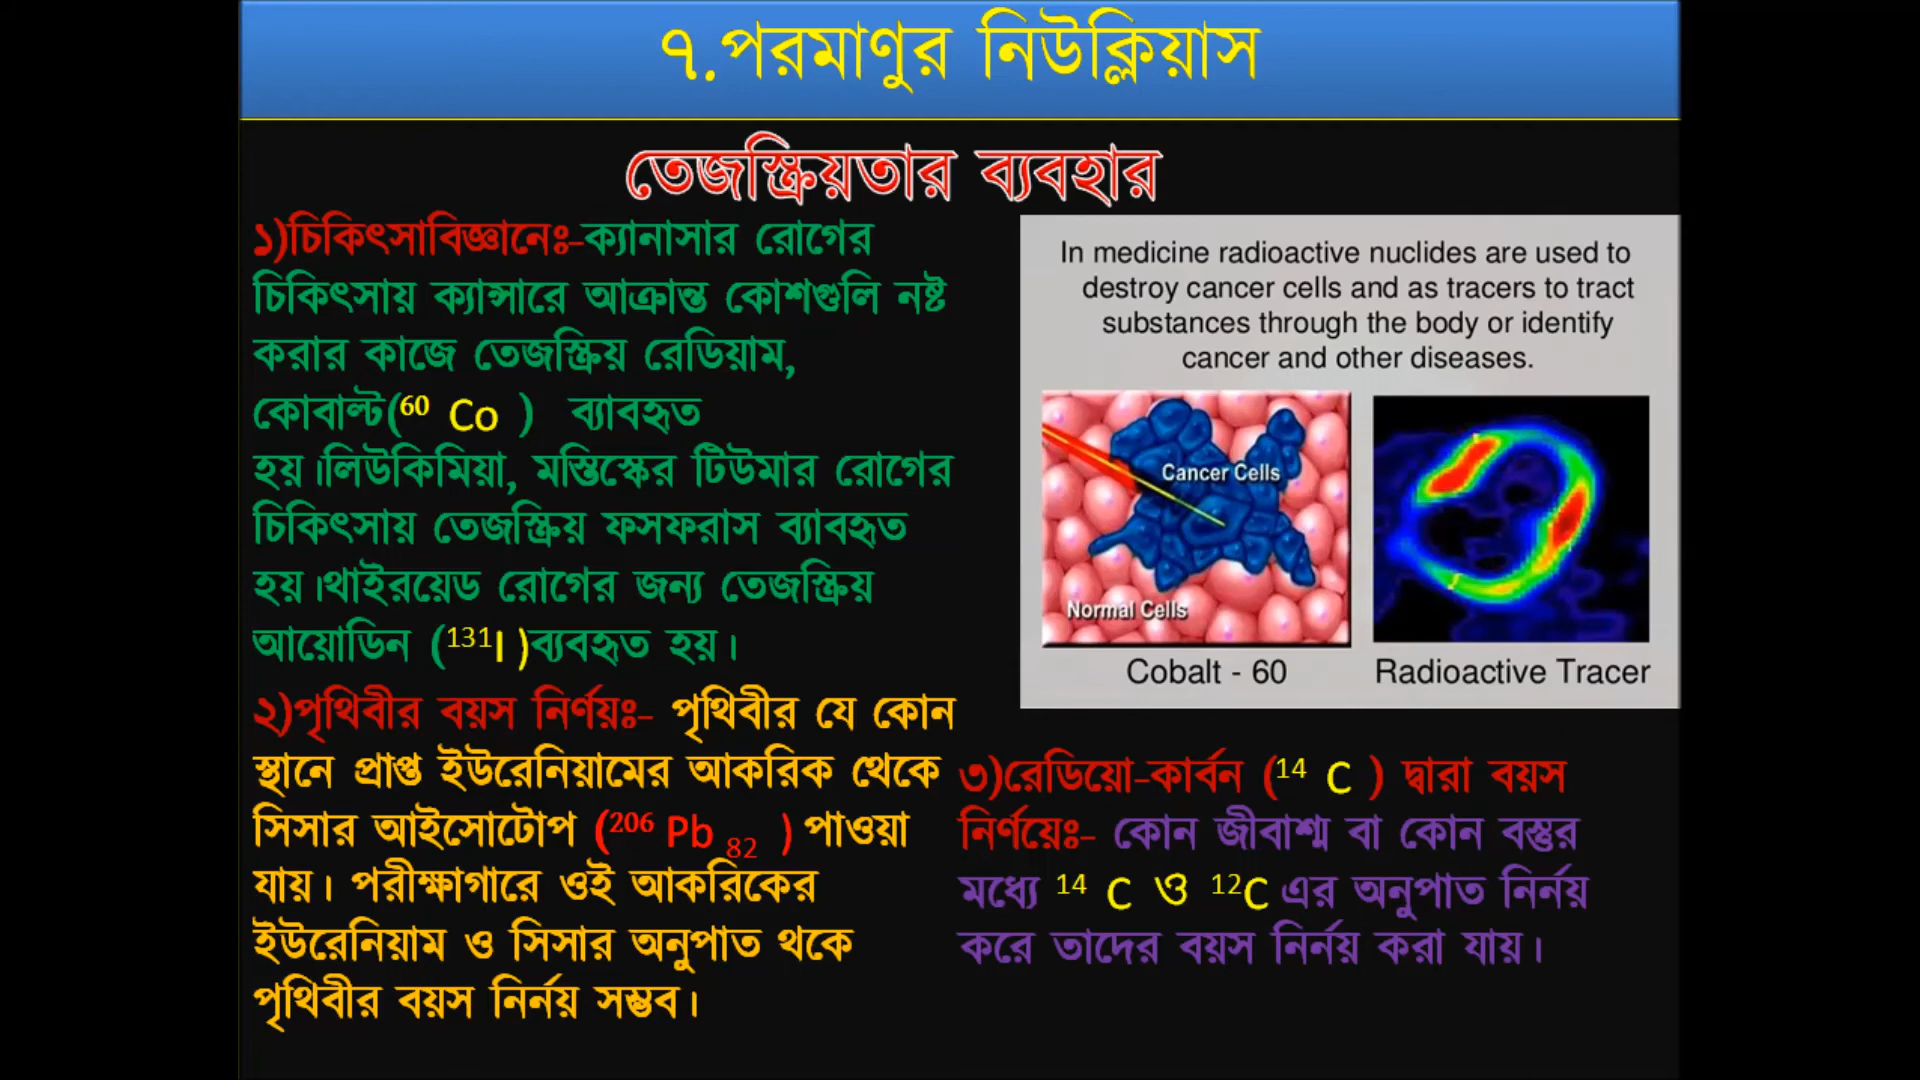 ৭.পরমাণুর নিউক্লিয়াস
তেজস্ক্রিয়তার ব্যবহার
১)চিকিৎসাবিজ্ঞানেঃ-ক্যানাসার রোগের
চিকিৎসায় ক্যান্সারে আক্রান্ত কোশগুলি নষ্ট
করার কাজে তেজস্ক্রিয় রেডিয়াম,
কোবাল্ট(⁶⁰ Co ) ব্যাবহৃত
হয়।লিউকিমিয়া, মস্তিস্কের টিউমার রোগের
চিকিৎসায় তেজস্ক্রিয় ফসফরাস ব্যাবহৃত
হয়।থাইরয়েড রোগের জন্য তেজস্ক্রিয়
আয়োডিন (¹³¹I )ব্যবহৃত হয়।
২)পৃথিবীর বয়স নির্ণয়ঃ- পৃথিবীর যে কোন
স্থানে প্রাপ্ত ইউরেনিয়ামের আকরিক থেকে
সিসার আইসোটোপ (²⁰⁶ Pb ₈₂ ) পাওয়া
যায়। পরীক্ষাগারে ওই আকরিকের
ইউরেনিয়াম ও সিসার অনুপাত থকে
পৃথিবীর বয়স নির্নয় সম্ভব।
In medicine radioactive nuclides are used to
destroy cancer cells and as tracers to tract
substances through the body or identify
cancer and other diseases.
Cancer Cells
Normal Cells
Cobalt - 60 Radioactive Tracer
৩)রেডিয়ো-কার্বন (¹⁴ C ) দ্বারা বয়স
নির্ণয়েঃ- কোন জীবাশ্ম বা কোন বস্তুর
মধ্যে ¹⁴ C ও ¹²C এর অনুপাত নির্নয়
করে তাদের বয়স নির্নয় করা যায়।